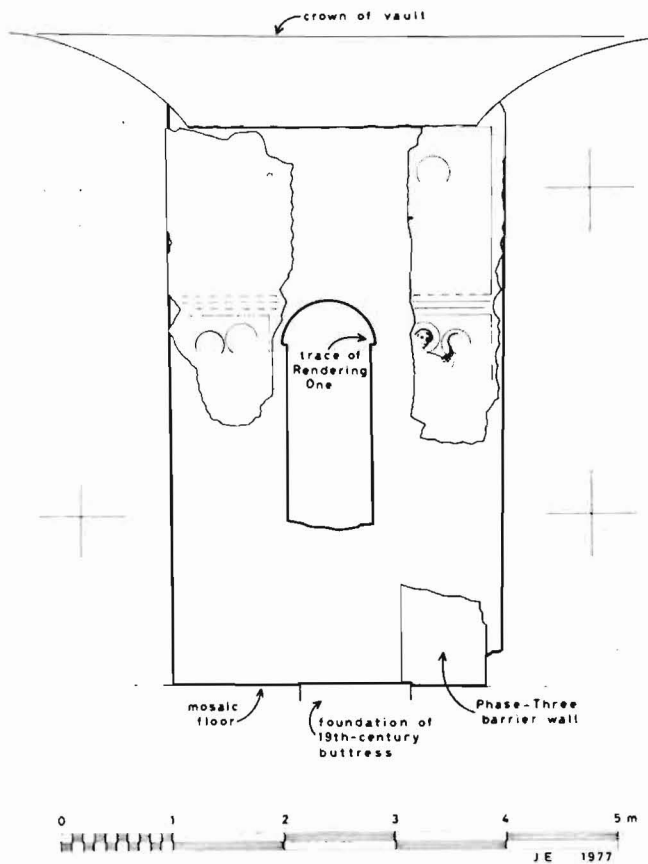 crown of vault
trace of
Rendering
One
mosaic
floor
foundation of
19th-century
buttress
Phase-Three
barrier wall
0 1 2 3 4 5 m
JE 1977